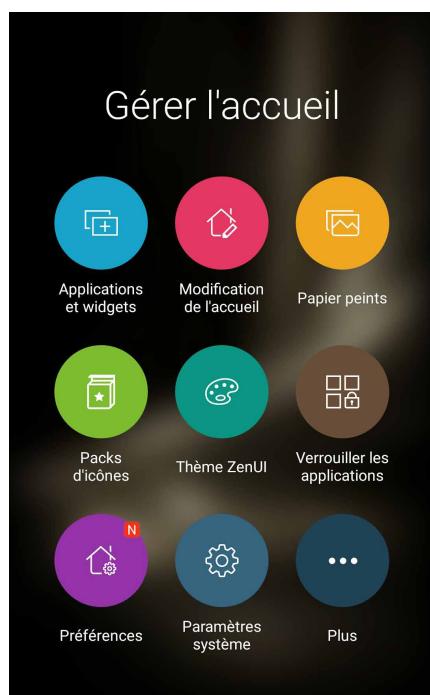 Gérer l'accueil
Applications
et widgets
Modification
de l'accueil
Papier peints
Packs
d'icônes
Thème ZenUI
Verrouiller les
applications
N
Préférences
Paramètres
système
Plus